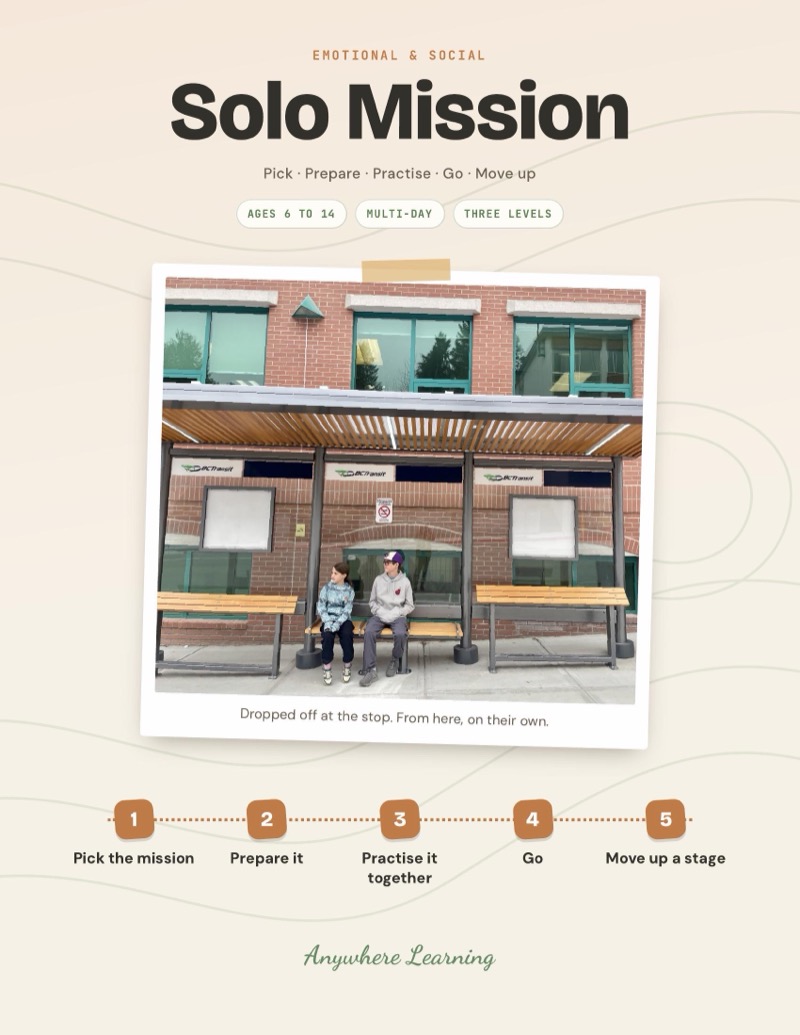 EMOTIONAL & SOCIAL
Solo Mission
Pick · Prepare · Practise · Go · Move up
AGES 6 TO 14
MULTI-DAY
THREE LEVELS
BCTransit
BCTransit
BCTransit
Dropped off at the stop. From here, on their own.
1
2
3
4
5
Pick the mission
Prepare it
Practise it
together
Go
Move up a stage
Anywhere Learning